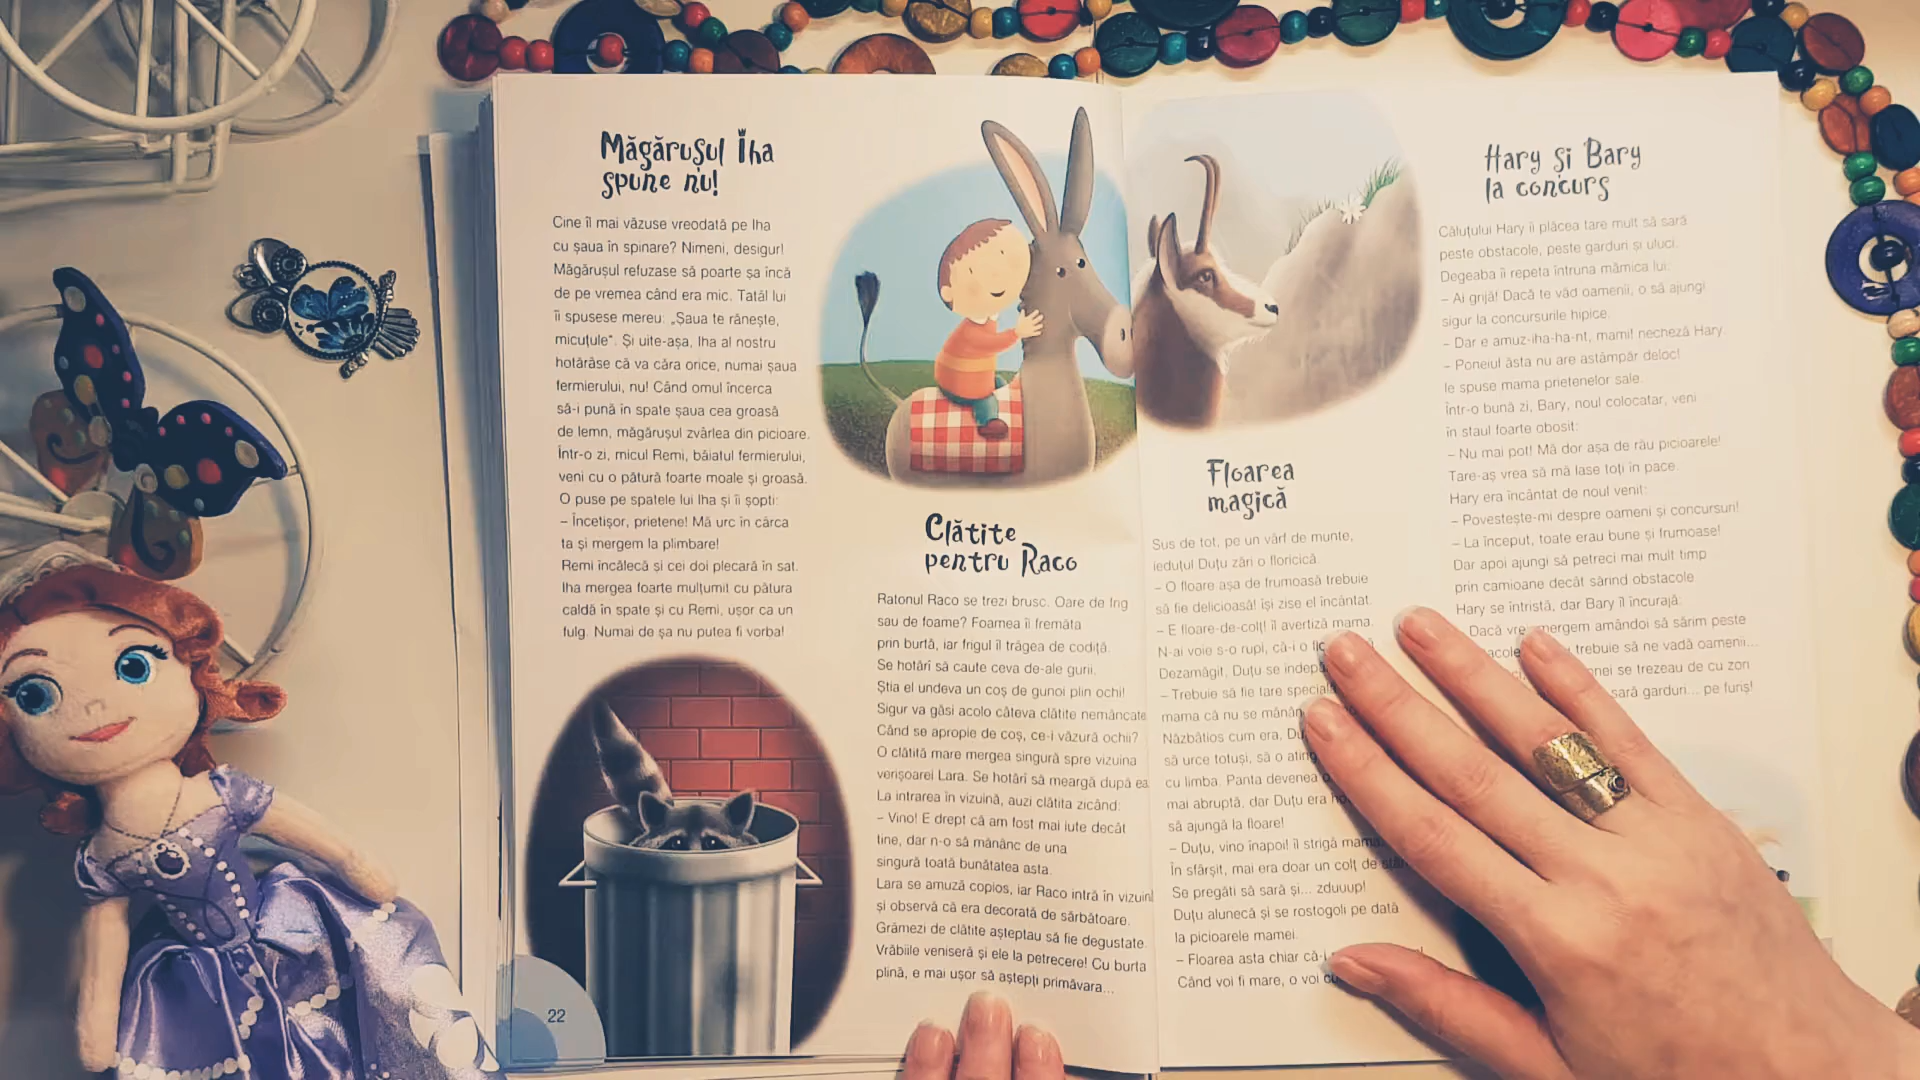 Măgărușul Iha
spune nu!
Cine îl mai văzuse vreodată pe Iha
cu șaua în spinare? Nimeni, desigur!
Măgărușul refuzase să poarte șa încă
de pe vremea când era mic. Tatăl lui
îi spusese mereu: „Șaua te rănește,
micuțule”. Și uite-așa, Iha al nostru
hotărâse că va căra orice, numai șaua
fermierului, nu! Când omul încerca
să-i pună în spate șaua cea groasă
de lemn, măgărușul zvârlea din picioare.
Într-o zi, micul Remi, băiatul fermierului,
veni cu o pătură foarte moale și groasă.
O puse pe spatele lui Iha și îi șopti:
– Încetișor, prietene! Mă urc în cârca
ta și mergem la plimbare!
Remi încălecă și cei doi plecară în sat.
Iha mergea foarte mulțumit cu pătura
caldă în spate și cu Remi, ușor ca un
fulg. Numai de șa nu putea fi vorba!
22
Clătite
pentru Raco
Ratonul Raco se trezi brusc. Oare de frig
sau de foame? Foamea îi fremăta
prin burtă, iar frigul îl trăgea de codiță.
Se hotărî să caute ceva de-ale gurii.
Știa el undeva un coș de gunoi plin ochi!
Sigur va găsi acolo câteva clătite nemâncate.
Când se apropie de coș, ce-i văzură ochii?
O clătită mare mergea singură spre vizuina
verișoarei Lara. Se hotărî să meargă după ea.
La intrarea în vizuină, auzi clătita zicând:
– Vino! E drept că am fost mai iute decât
tine, dar n-o să mănânc de una
singură toată bunătatea asta.
Lara se amuză copios, iar Raco intră în
și observă că era decorată de sărbătoare.
Grămezi de clătite așteptau să fie degustate.
Vrăbiile veniseră și ele la petrecere! Cu burta
plină, e mai ușor să aștepți primăvara...
Floarea
magică
Sus de tot, pe un vârf de munte,
iedutul Duțu zări o floricică.
– O floare așa de frumoasă trebuie
să fie delicioasă! își zise el încântat.
– E floare-de-colț! îl avertiză mama.
N-ai voie s-o rupi, că-i o
Dezamăgit, Duțu se
– Trebuie să fie tare
mama că nu se
Năzbâtios cum era,
să urce totuși, să o
cu limba. Panta devenea
mai abruptă, dar Duțu era
să ajungă la floare!
– Duțu, vino înapoi! îl strigă
În sfârșit, mai era doar un colț de
Se pregăti să sară și... zduuup!
Duțu alunecă și se rostogoli pe dată
la picioarele mamei.
– Floarea asta chiar
Când voi fi mare, o voi
Hary și Bary
la concurs
Căluțului Hary îi plăcea tare mult să sară
peste obstacole, peste garduri și uluci.
Degeaba îi repeta întruna mămica lui:
– Ai grijă! Dacă te văd oamenii, o să ajungi
sigur la concursurile hipice.
– Dar e amuz-iha-ha-nt, mami! necheză Hary.
– Poneiul ăsta nu are astâmpăr deloc!
le spuse mama prietenelor sale.
Într-o bună zi, Bary, noul colocatar, veni
în staul foarte obosit:
– Nu mai pot! Mă dor așa de rău picioarele!
Tare-aș vrea să mă lase toți în pace.
Hary era încântat de noul venit:
– Povestește-mi despre oameni și concursuri!
– La început, toate erau bune și frumoase!
Dar apoi ajungi să petreci mai mult timp
prin camioane decât sărind obstacole.
Hary se întristă, dar Bary îl încurajă:
Dacă mergem amândoi să sărim peste
trebuie să ne vadă oamenii...
se trezeau de cu zori
sară garduri... pe furiș!